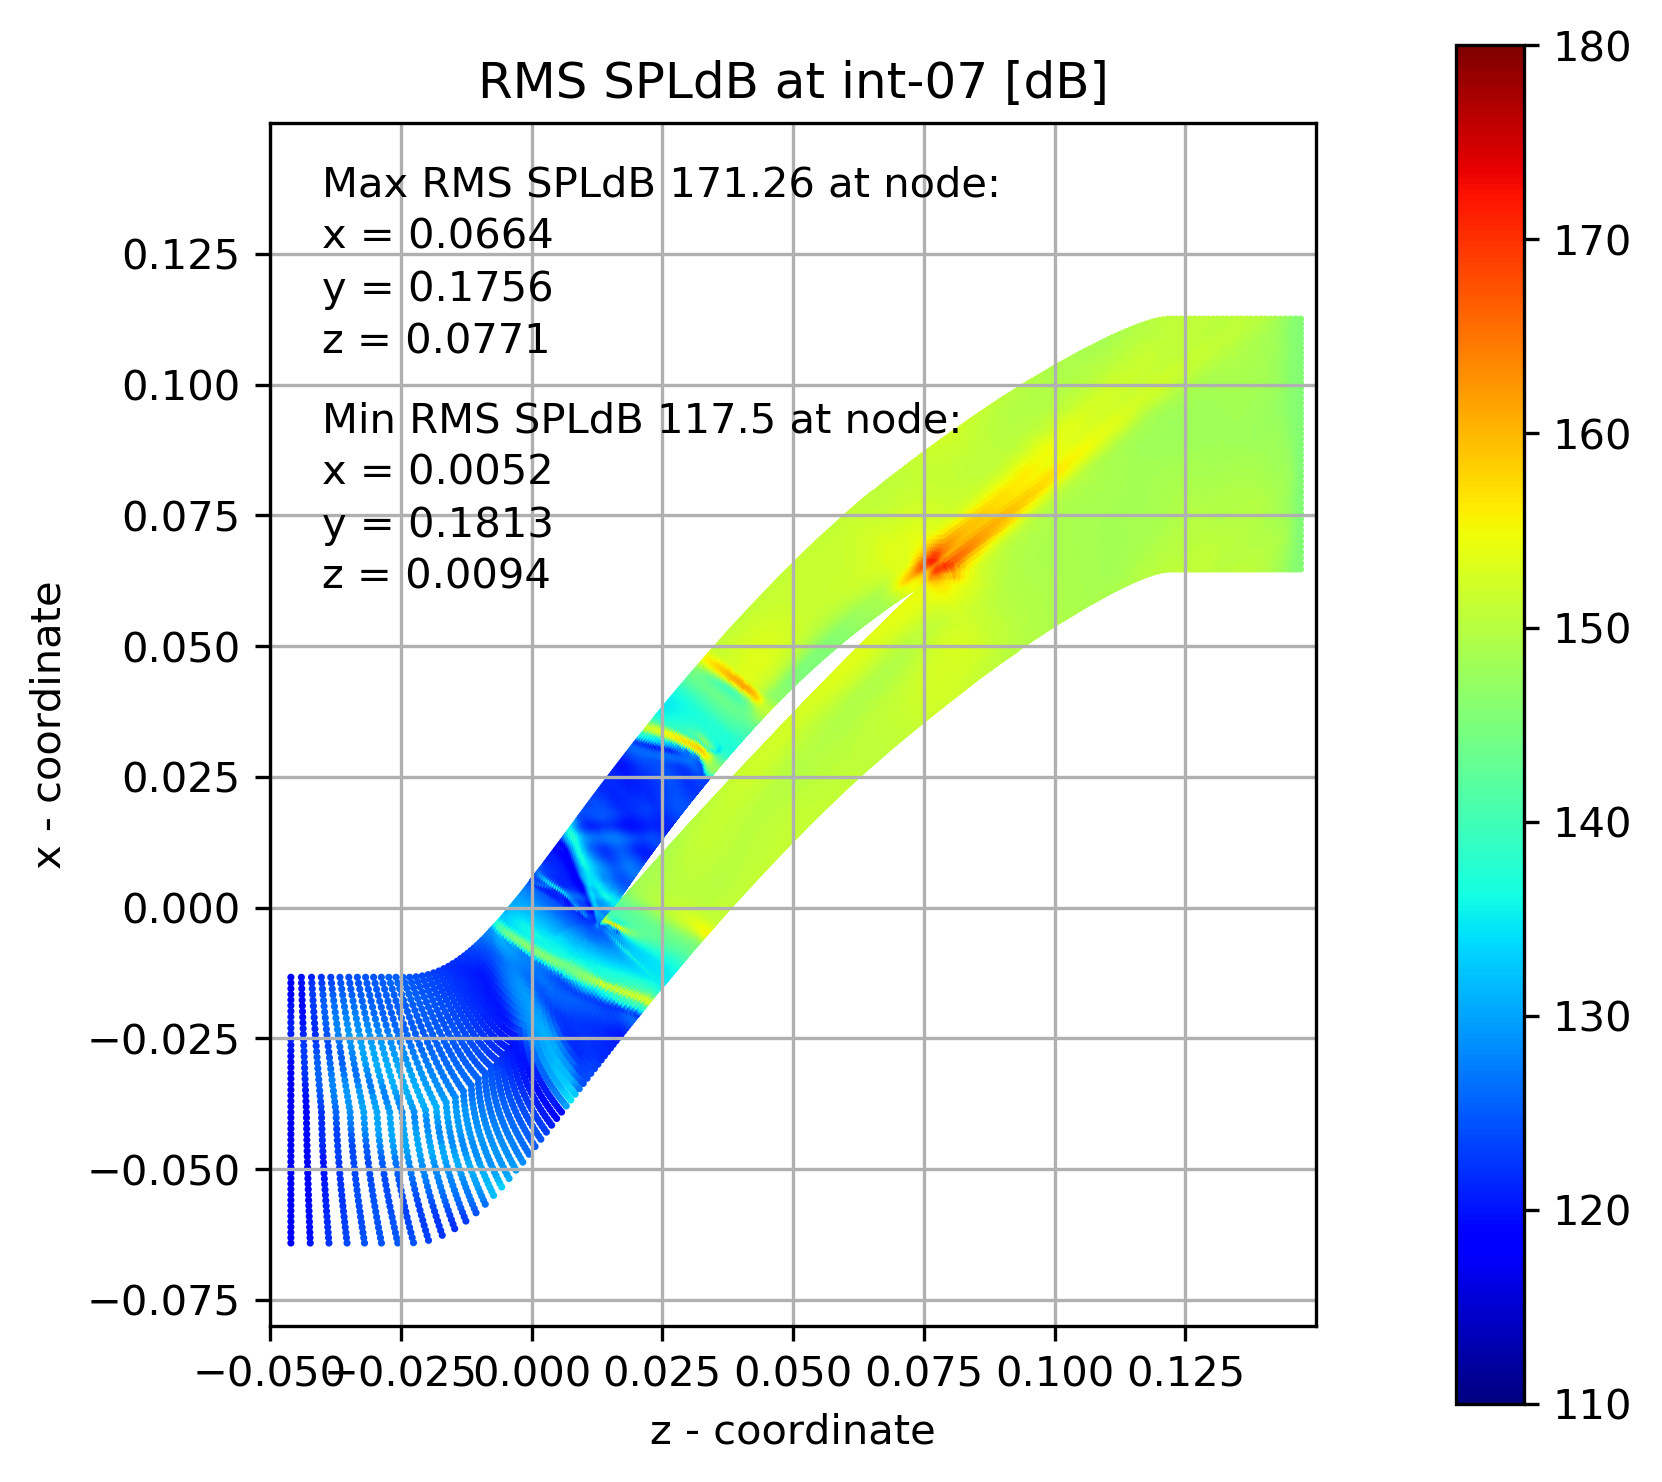 RMS SPLdB at int-07 [dB]
Max RMS SPLdB 171.26 at node:
x = 0.0664
y = 0.1756
z = 0.0771
Min RMS SPLdB 117.5 at node:
x = 0.0052
y = 0.1813
z = 0.0094
x - coordinate
0.125
0.100
0.075
0.050
0.025
0.000
−0.025
−0.050
−0.075
−0.050 −0.025 0.000 0.025 0.050 0.075 0.100 0.125
z - coordinate
180
170
160
150
140
130
120
110